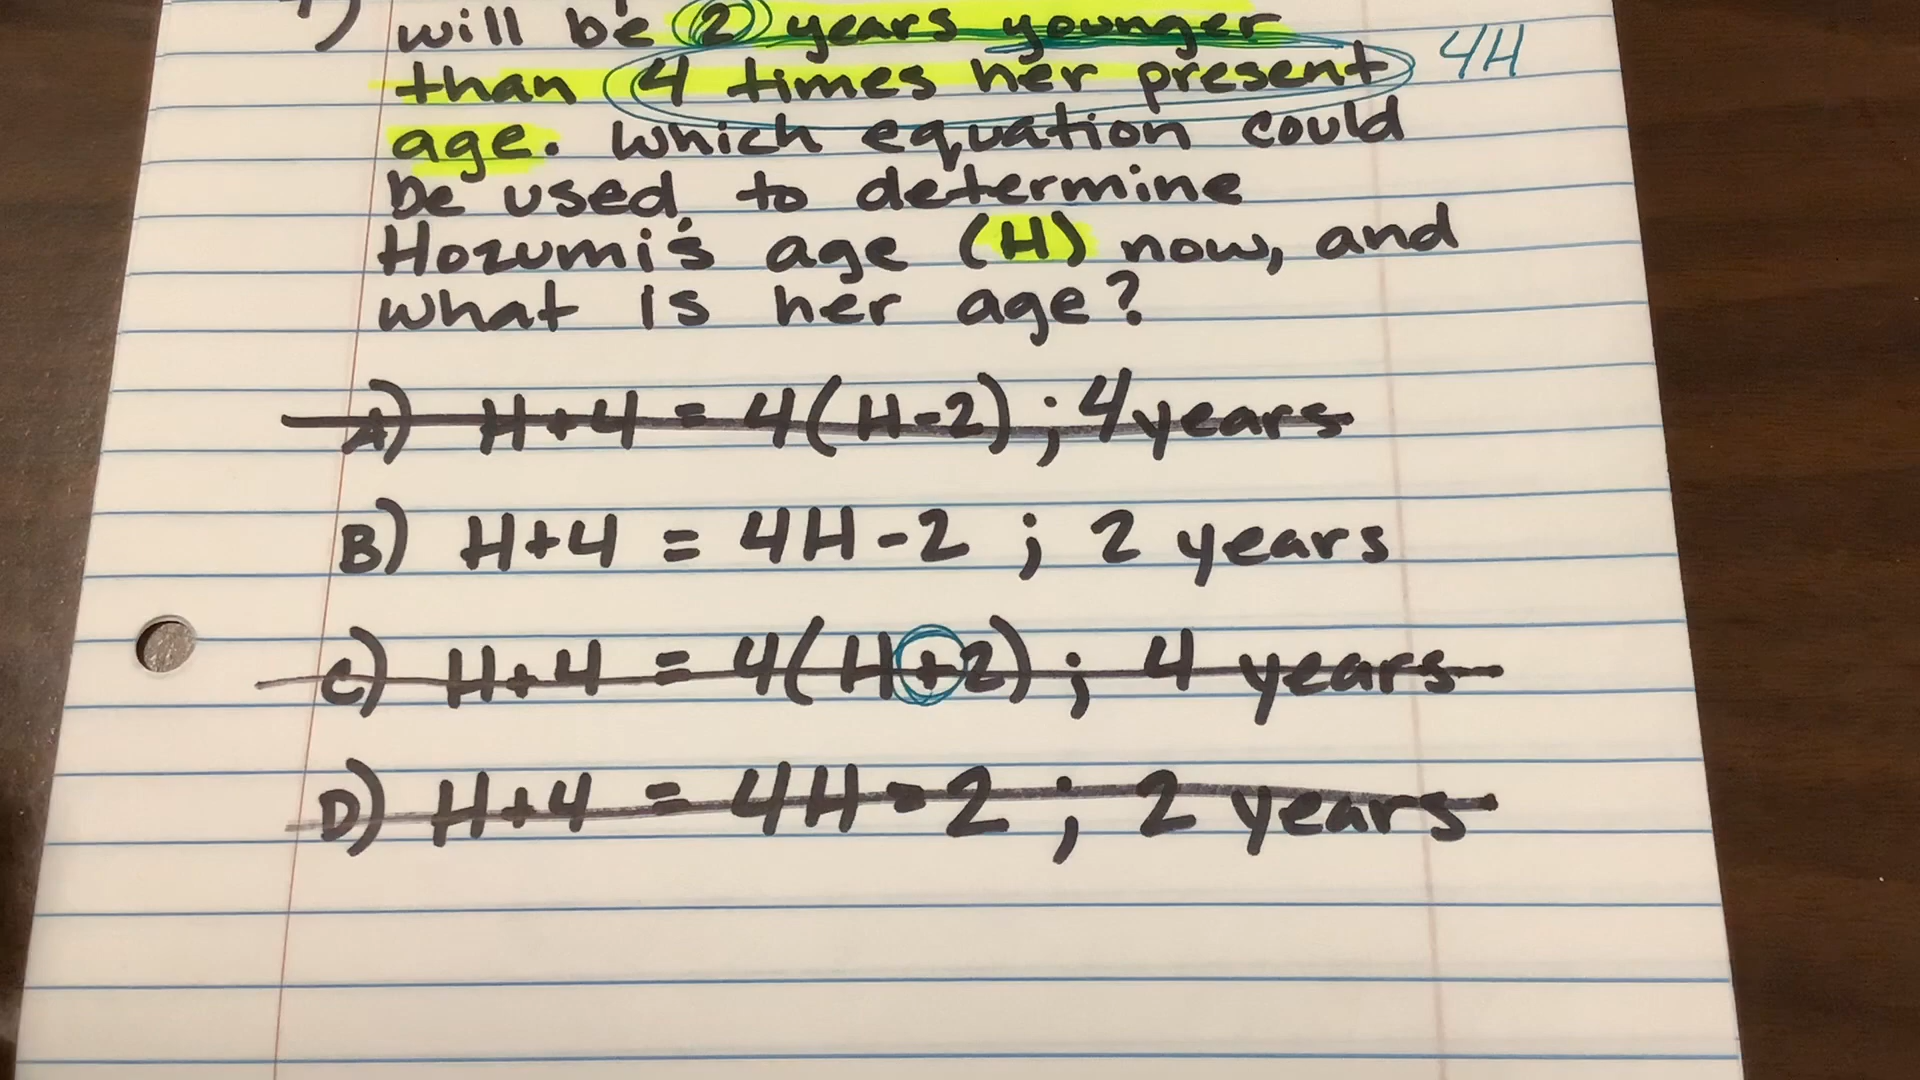 will be 2 years younger
than 4 times her present 4H
age. Which equation could
be used to determine
Hozumi's age (H) now, and
what is her age?
A) H+4 = 4(H-2); 4 years
B) H+4 = 4H-2 ; 2 years
C) H+4 = 4(H+2); 4 years
D) H+4 = 4H-2 ; 2 years